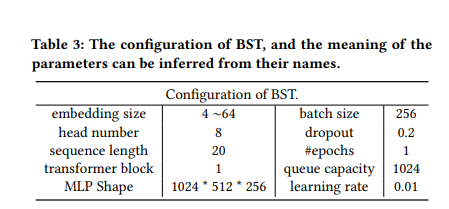 Table 3: The configuration of BST, and the meaning of the
parameters can be inferred from their names.
Configuration of BST.
embedding size 4 ~64 batch size 256
head number 8 dropout 0.2
sequence length 20 #epochs 1
transformer block 1 queue capacity 1024
MLP Shape 1024 * 512 * 256 learning rate 0.01